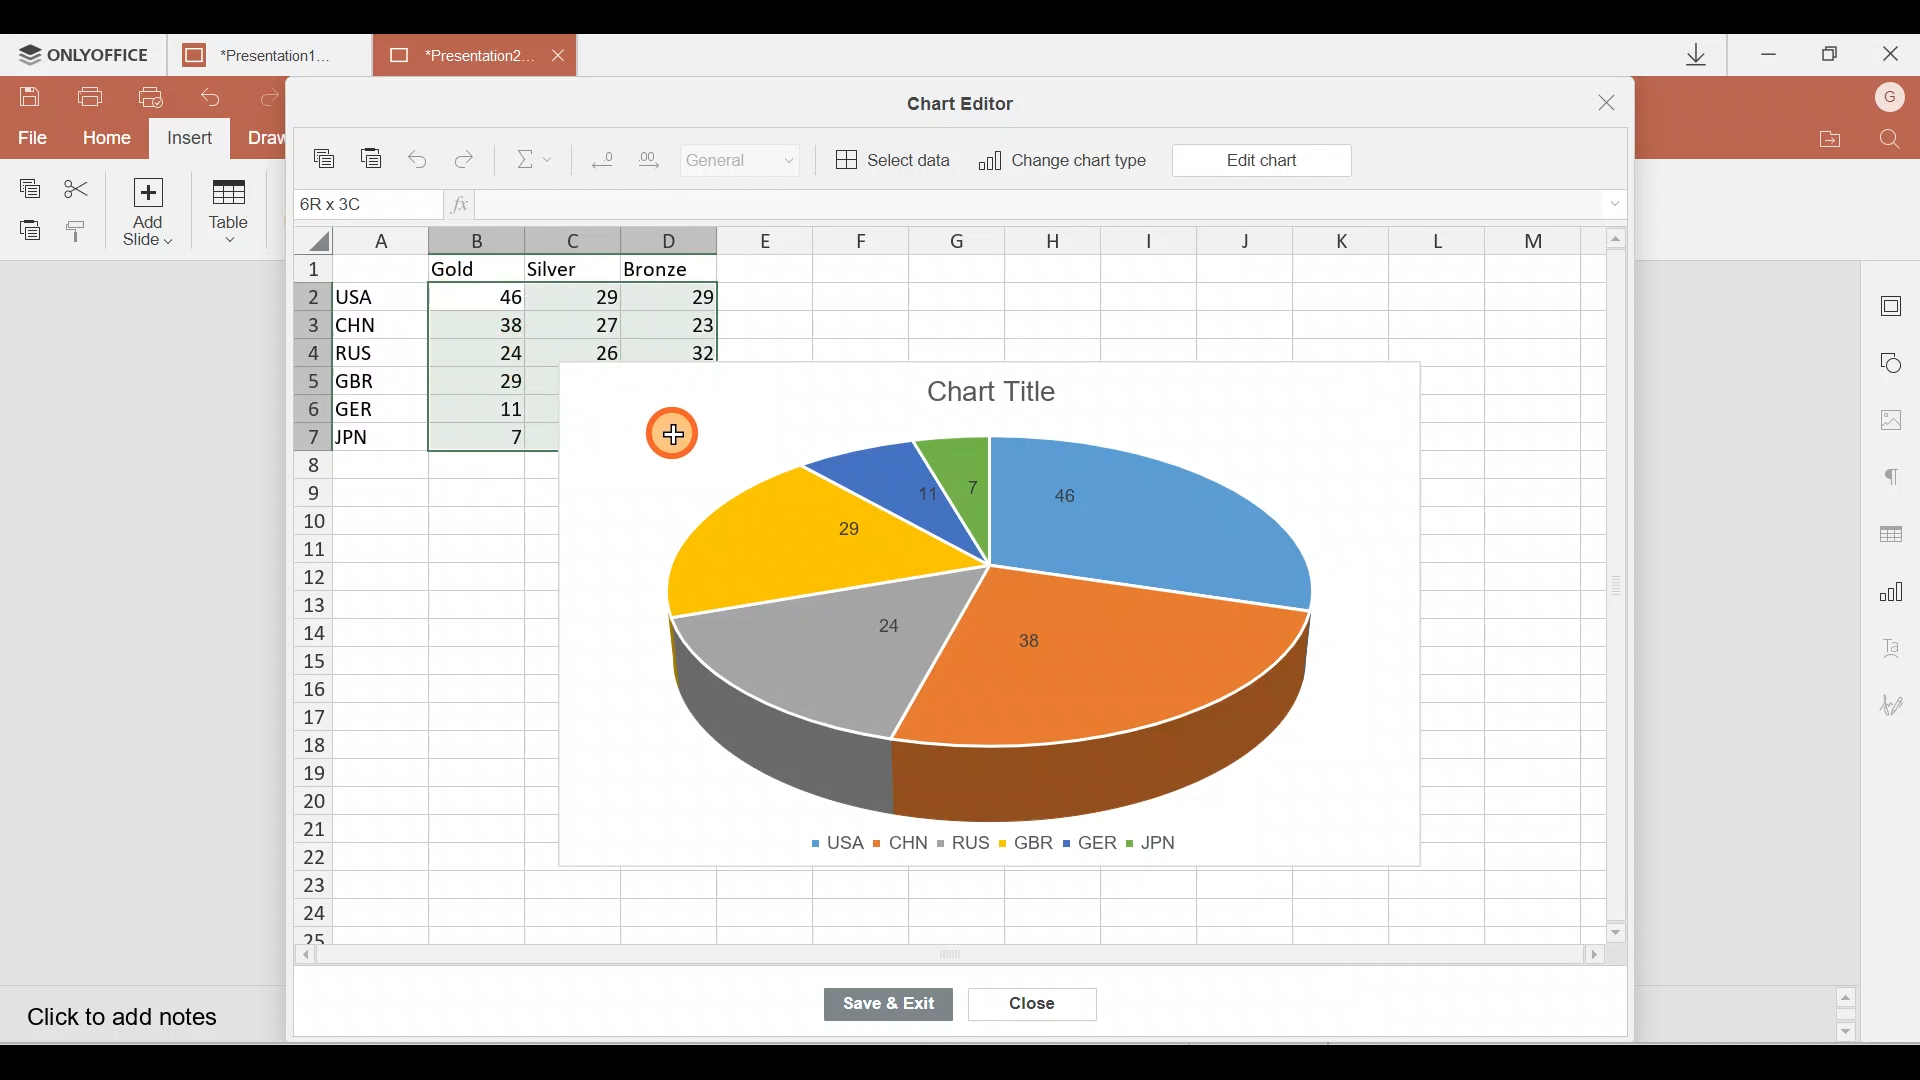 ONLYOFFICE
*Presentation1...
*Presentation2...
Chart Editor
G
File
Home
Insert
Draw
General
Select data
Change chart type
Edit chart
Add Slide
Table
6R x 3C
fx
A B C D E F G H I J K L M
1 Gold Silver Bronze
2 USA 46 29 29
3 CHN 38 27 23
4 RUS 24 26 32
5 GBR 29
6 GER 11
7 JPN 7
8
9
10
11
12
13
14
15
16
17
18
19
20
21
22
23
24
25
Chart Title
11
7
46
29
24
38
USA CHN RUS GBR GER JPN
Save & Exit
Close
Click to add notes